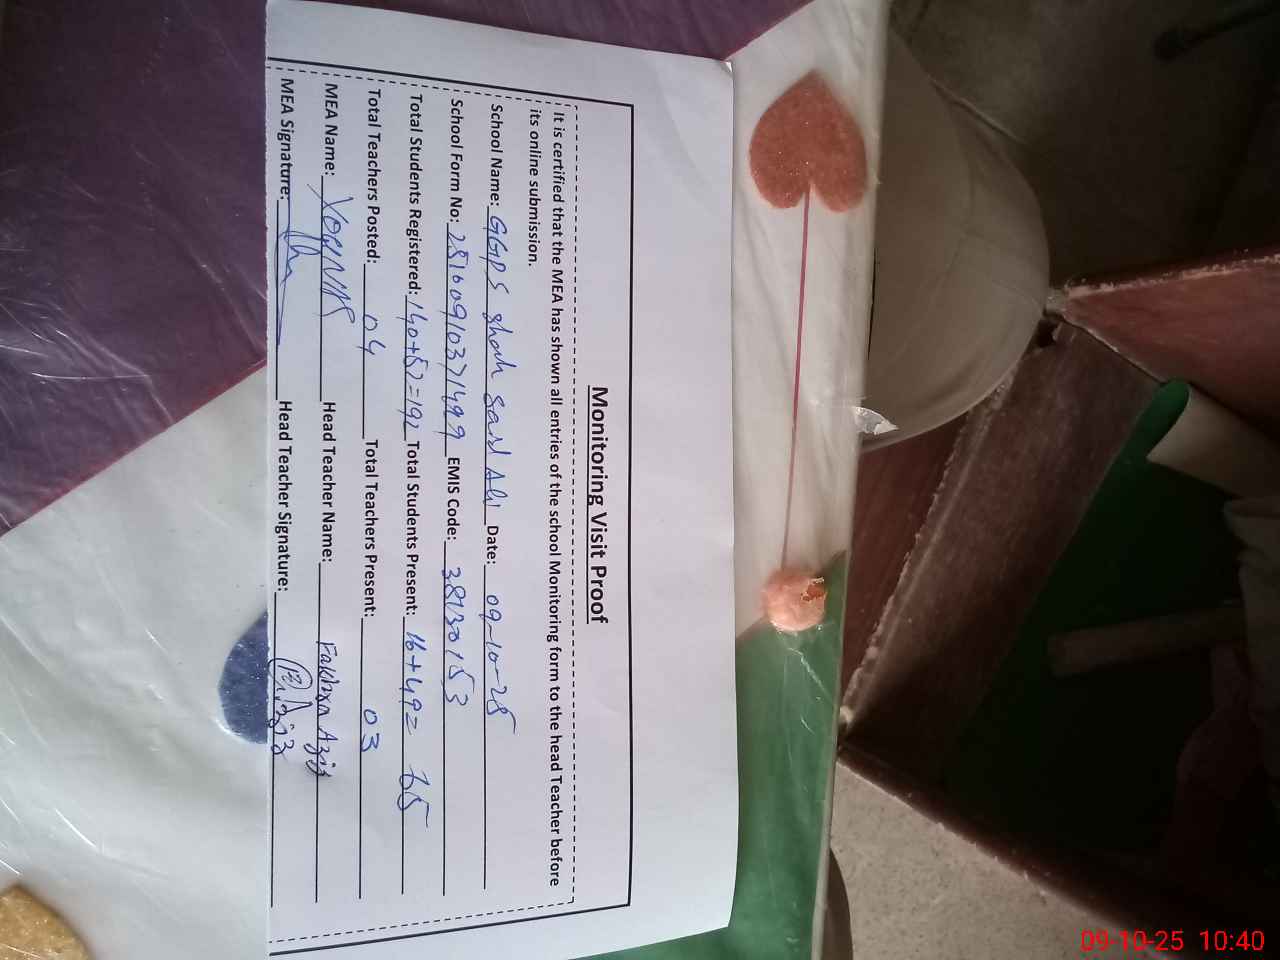 Monitoring Visit Proof
It is certified that the MEA has shown all entries of the school Monitoring form to the head Teacher before
its online submission.
School Name: GGPS Shah Said Ali Date: 09-10-25
School Form No: 25160910371499 EMIS Code: 38130153
Total Students Registered: 140+52=192 Total Students Present: 16+49= 65
Total Teachers Posted: 04 Total Teachers Present: 03
MEA Name: Head Teacher Name: Fakhra Aziz
MEA Signature: Head Teacher Signature:
09-10-25 10:40